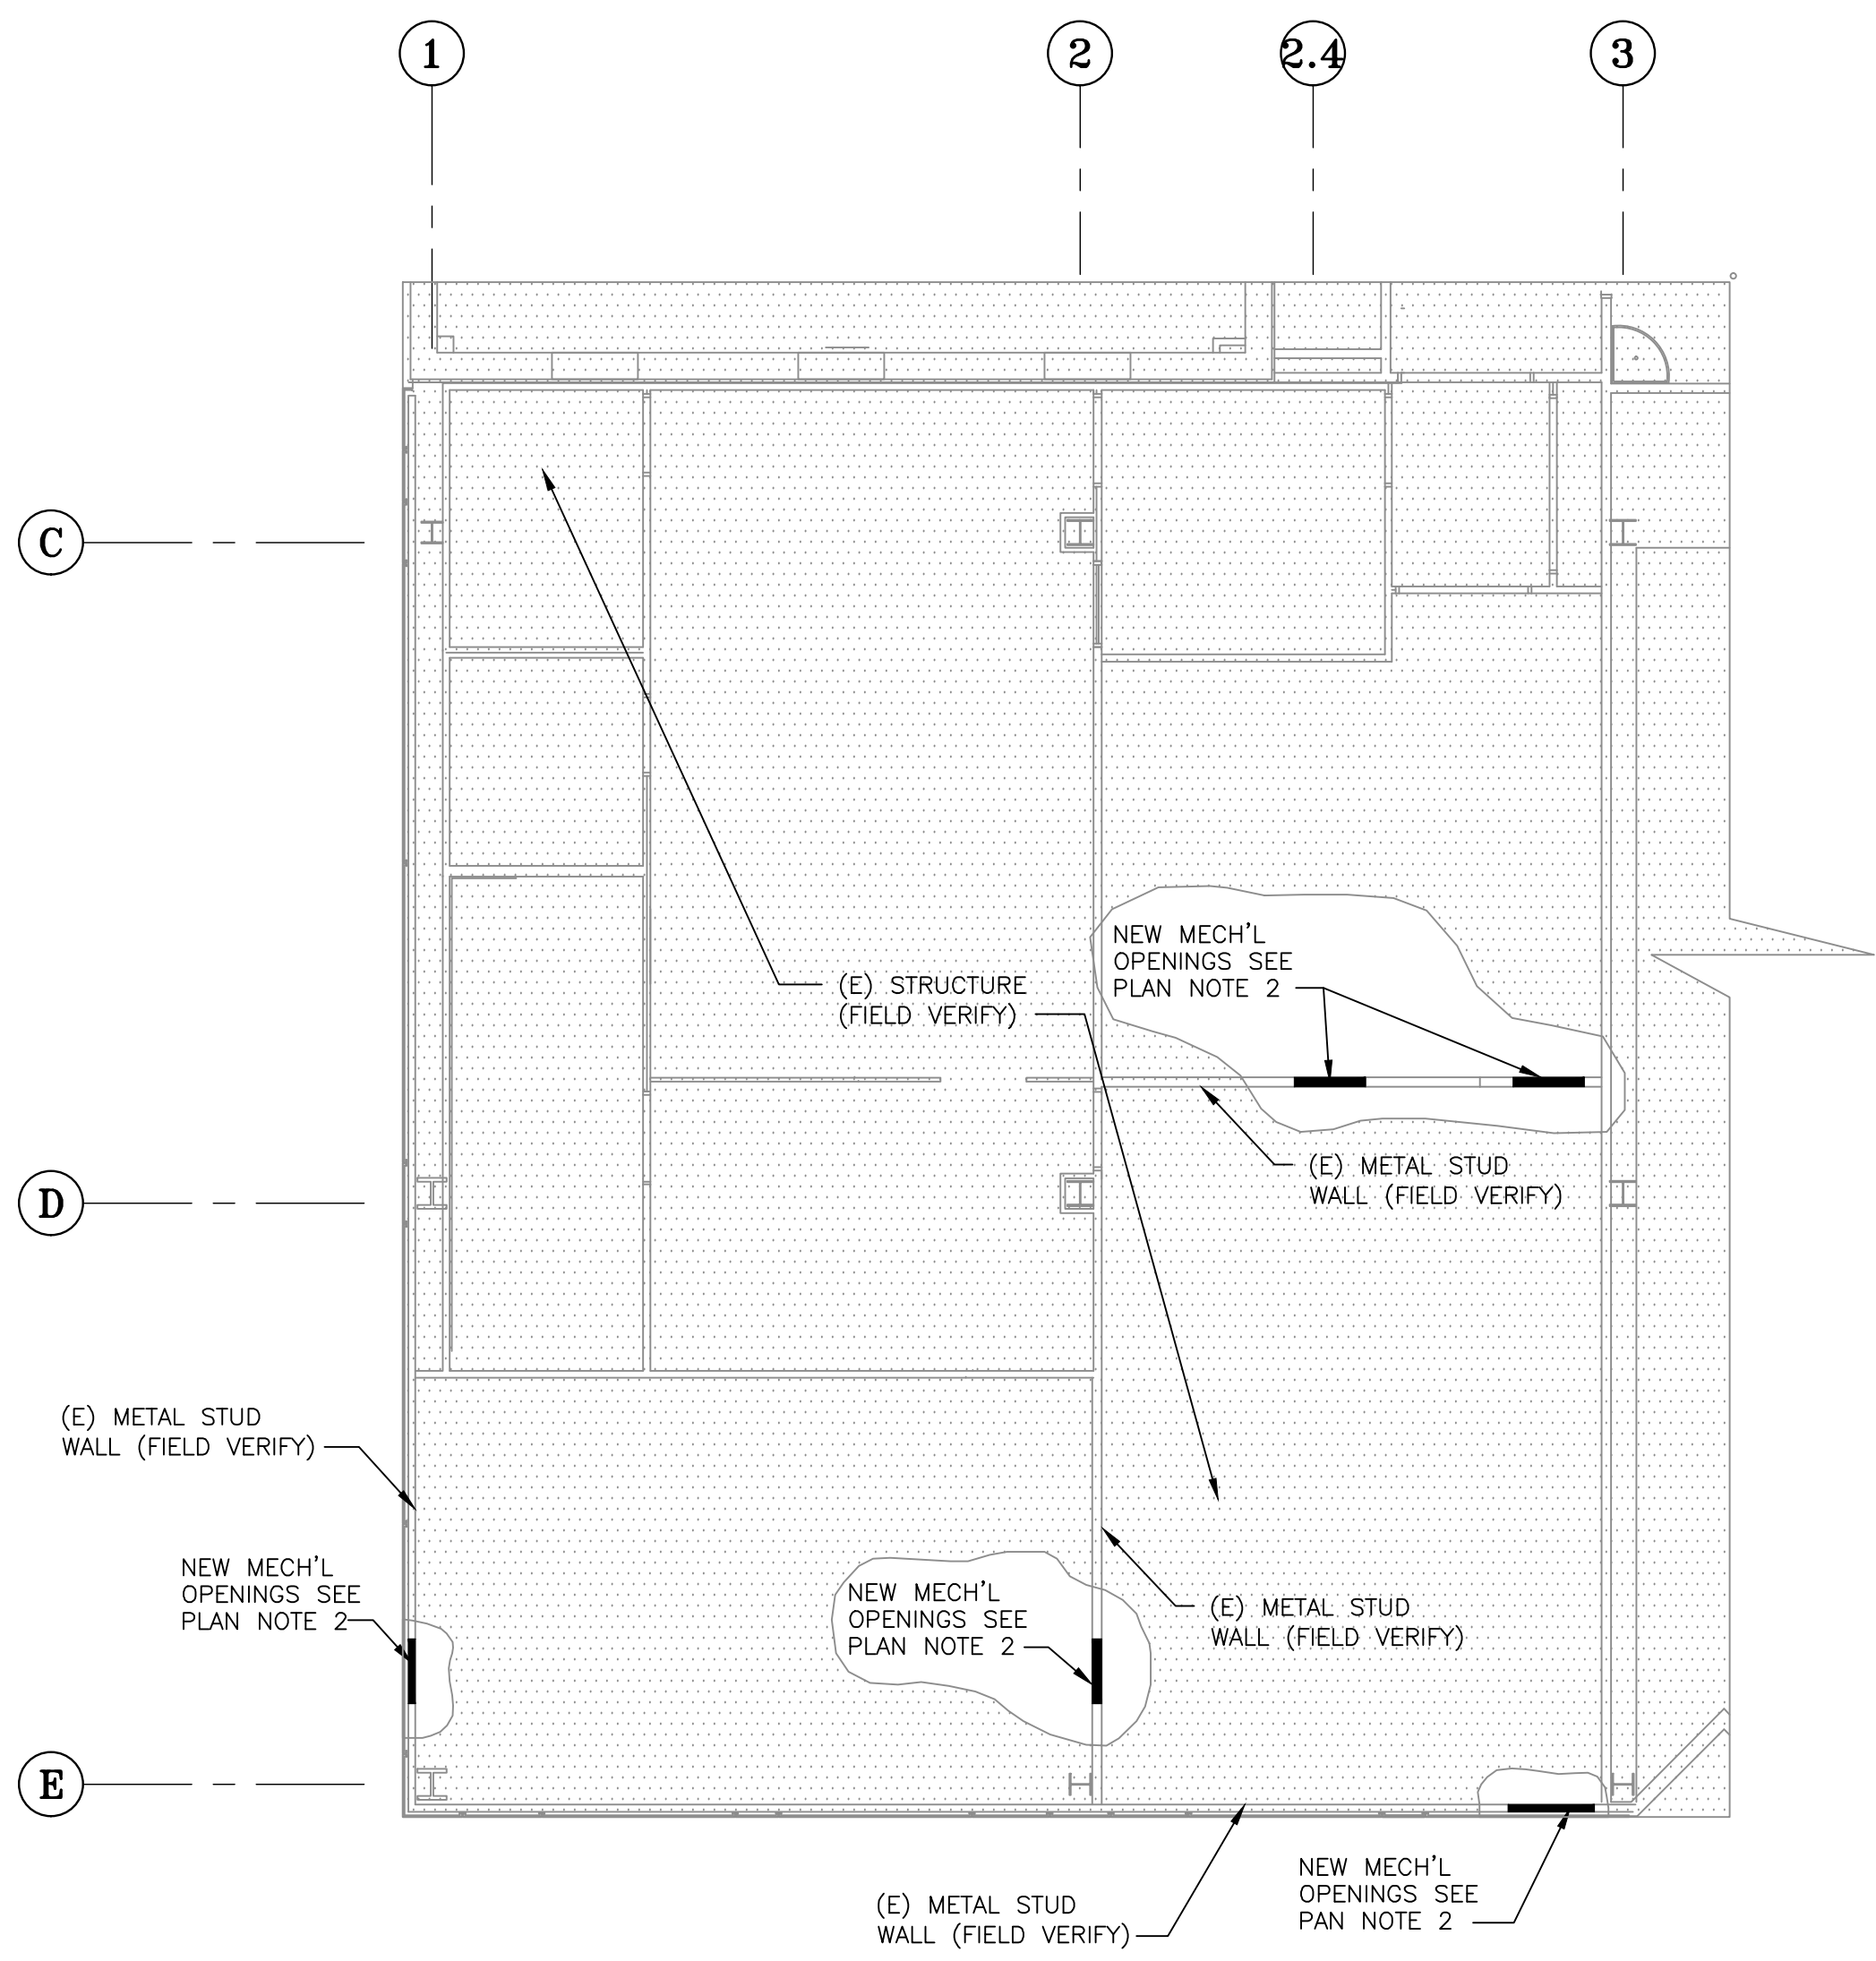 1
2
2.4
3
C
NEW MECH'L
OPENINGS SEE
PLAN NOTE 2
(E) STRUCTURE
(FIELD VERIFY)
(E) METAL STUD
WALL (FIELD VERIFY)
D
(E) METAL STUD
WALL (FIELD VERIFY)
NEW MECH'L
OPENINGS SEE
PLAN NOTE 2
NEW MECH'L
OPENINGS SEE
PLAN NOTE 2
(E) METAL STUD
WALL (FIELD VERIFY)
E
NEW MECH'L
OPENINGS SEE
PAN NOTE 2
(E) METAL STUD
WALL (FIELD VERIFY)